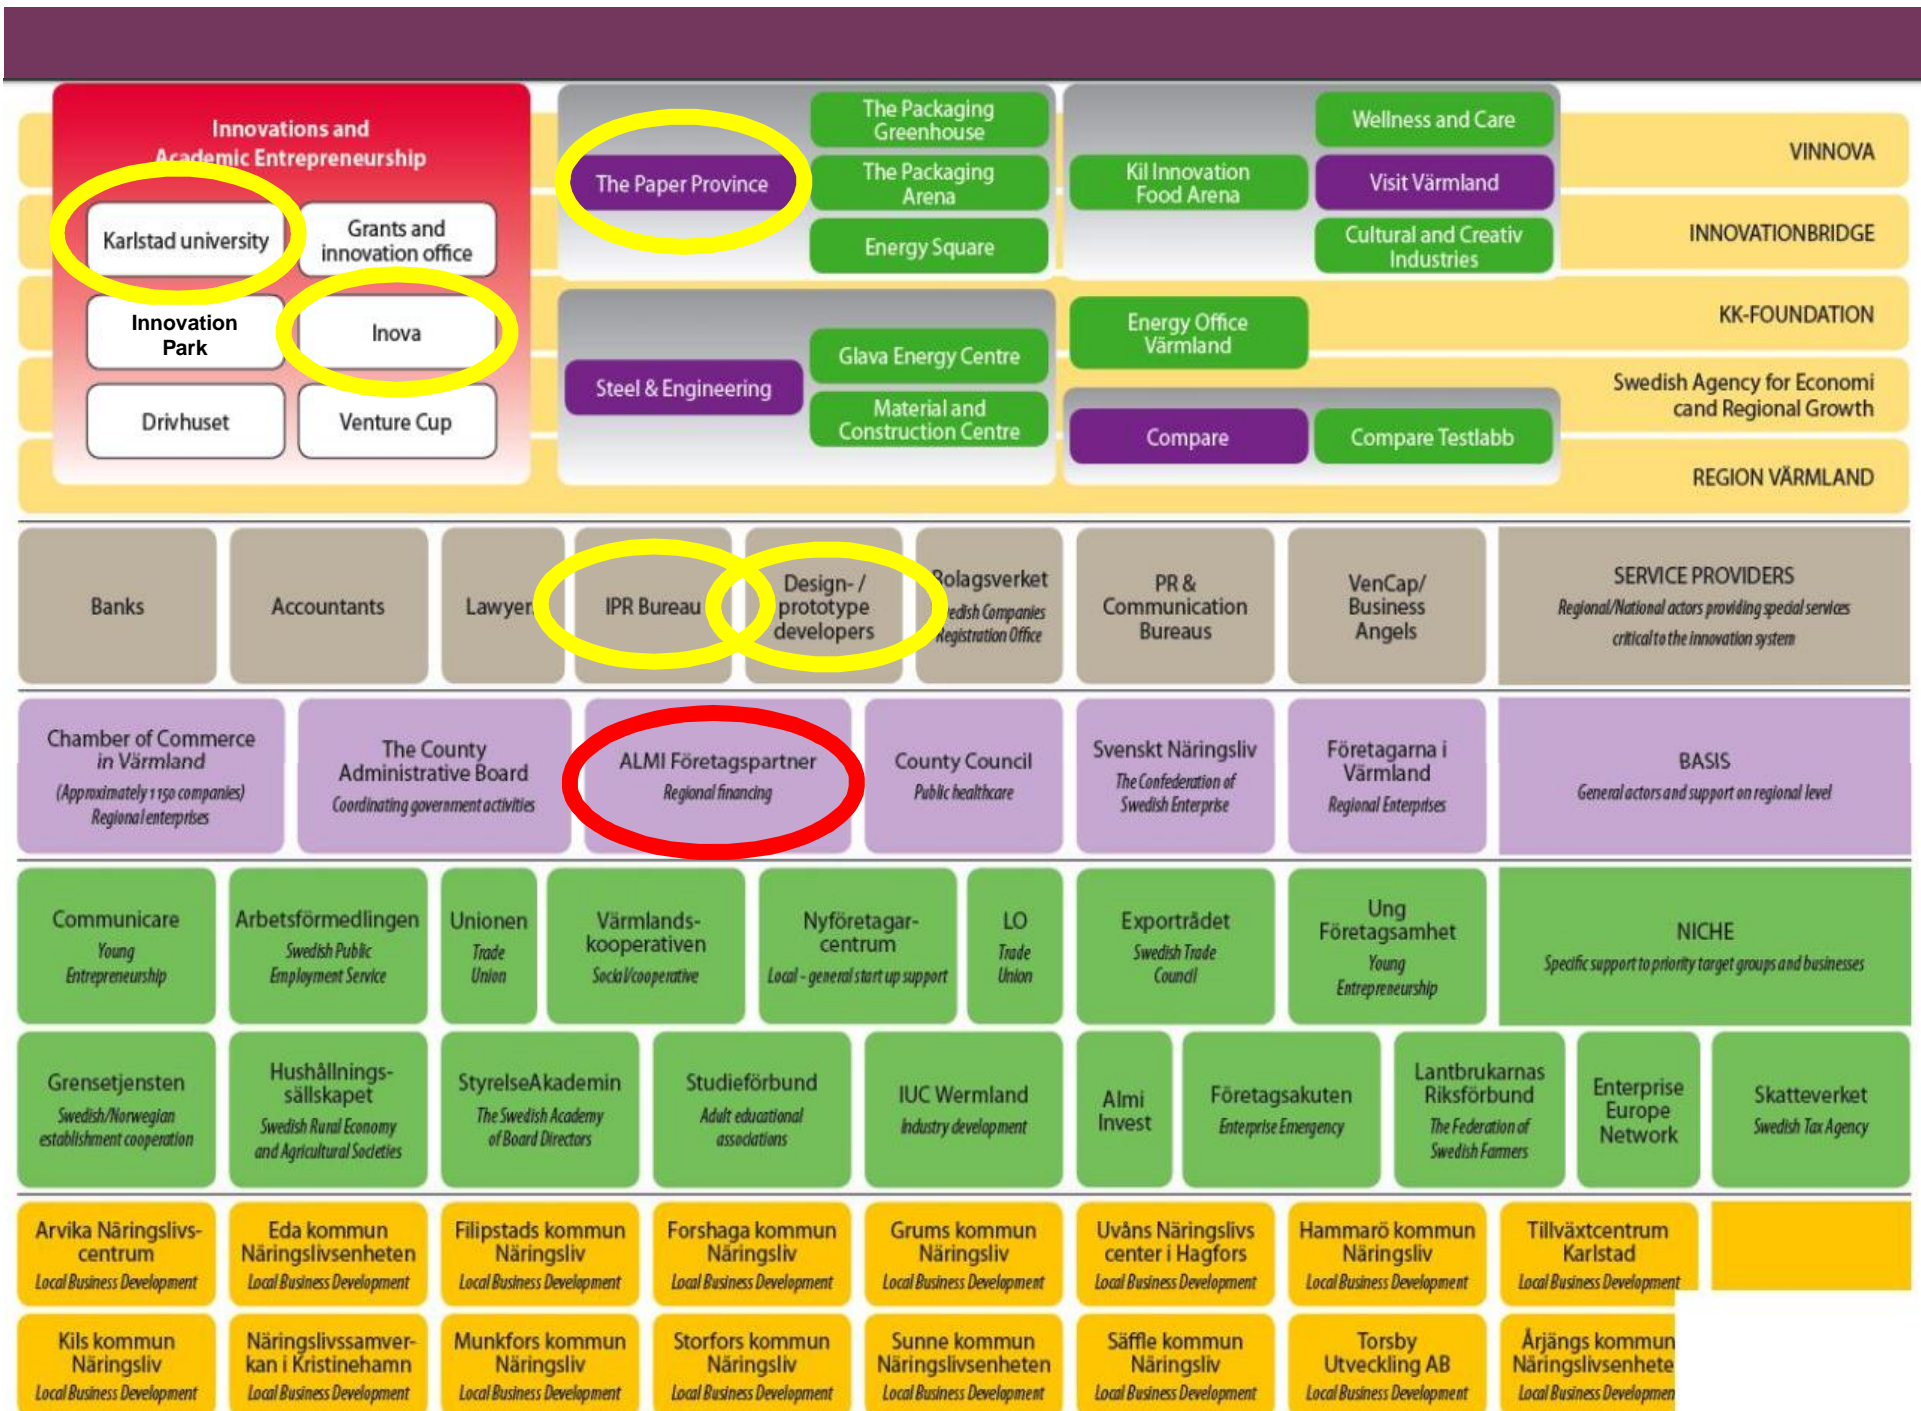 Innovations and
Academic Entrepreneurship
Karlstad university
Grants and
innovation office
Innovation
Park
Inova
Drivhuset
Venture Cup
The Paper Province
The Packaging
Greenhouse
The Packaging
Arena
Energy Square
Steel & Engineering
Glava Energy Centre
Material and
Construction Centre
Kil Innovation
Food Arena
Wellness and Care
Visit Värmland
Cultural and Creativ
Industries
Energy Office
Värmland
Compare
Compare Testlabb
VINNOVA
INNOVATIONBRIDGE
KK-FOUNDATION
Swedish Agency for Economi
cand Regional Growth
REGION VÄRMLAND
Banks
Accountants
Lawyer
IPR Bureau
Design- /
prototype
developers
Bolagsverket
edish Companies
Registration Office
PR &
Communication
Bureaus
VenCap/
Business
Angels
SERVICE PROVIDERS
Regional/National actors providing special services
critical to the innovation system
Chamber of Commerce
in Värmland
(Approximately 1 150 companies)
Regional enterprises
The County
Administrative Board
Coordinating government activities
ALMI Företagspartner
Regional financing
County Council
Public healthcare
Svenskt Näringsliv
The Confederation of
Swedish Enterprise
Företagarna i
Värmland
Regional Enterprises
BASIS
General actors and support on regional level
Communicare
Young
Entrepreneurship
Arbetsförmedlingen
Swedish Public
Employment Service
Unionen
Trade
Union
Värmlands-
kooperativen
Social/cooperative
Nyföretagar-
centrum
Local - general start up support
LO
Trade
Union
Exportrådet
Swedish Trade
Council
Ung
Företagsamhet
Young
Entrepreneurship
NICHE
Specific support to priority target groups and businesses
Grensetjensten
Swedish/Norwegian
establishment cooperation
Hushållnings-
sällskapet
Swedish Rural Economy
and Agricultural Societies
StyrelseAkademin
The Swedish Academy
of Board Directors
Studieförbund
Adult educational
associations
IUC Wermland
Industry development
Almi
Invest
Företagsakuten
Enterprise Emergency
Lantbrukarnas
Riksförbund
The Federation of
Swedish Farmers
Enterprise
Europe
Network
Skatteverket
Swedish Tax Agency
Arvika Näringslivs-
centrum
Local Business Development
Eda kommun
Näringslivsenheten
Local Business Development
Filipstads kommun
Näringsliv
Local Business Development
Forshaga kommun
Näringsliv
Local Business Development
Grums kommun
Näringsliv
Local Business Development
Uvåns Näringslivs
center i Hagfors
Local Business Development
Hammarö kommun
Näringsliv
Local Business Development
Tillväxtcentrum
Karlstad
Local Business Development
Kils kommun
Näringsliv
Local Business Development
Näringslivssamver-
kan i Kristinehamn
Local Business Development
Munkfors kommun
Näringsliv
Local Business Development
Storfors kommun
Näringsliv
Local Business Development
Sunne kommun
Näringslivsenheten
Local Business Development
Säffle kommun
Näringsliv
Local Business Development
Torsby
Utveckling AB
Local Business Development
Årjängs kommun
Näringslivsenhete
Local Business Developmen